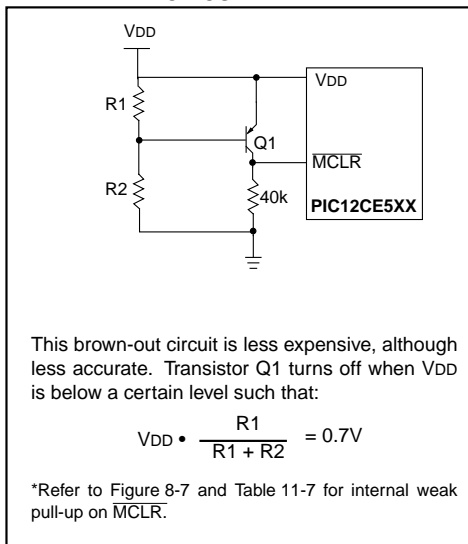 VDD
VDD
R1
Q1
MCLR
R2
40k
PIC12CE5XX
This brown-out circuit is less expensive, although
less accurate. Transistor Q1 turns off when VDD
is below a certain level such that:
VDD • R1 / R1 + R2 = 0.7V
*Refer to Figure 8-7 and Table 11-7 for internal weak
pull-up on MCLR.